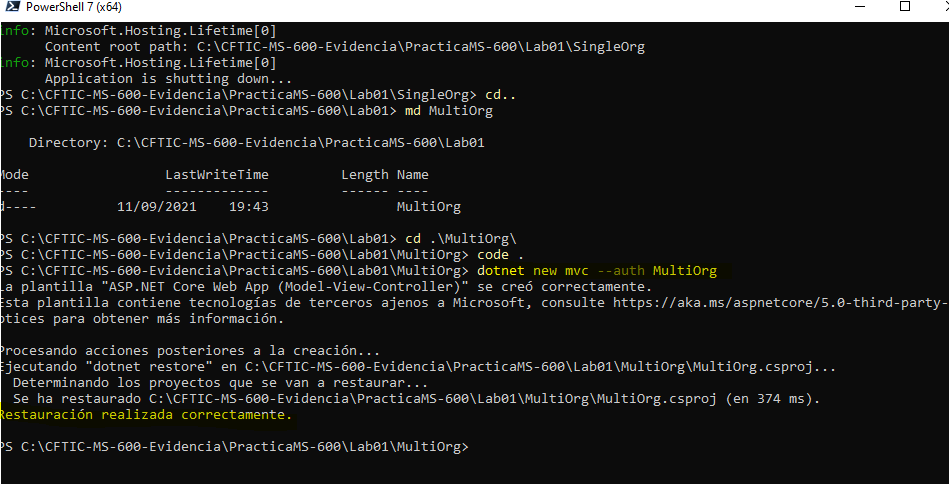 PowerShell 7 (x64)
info: Microsoft.Hosting.Lifetime[0]
Content root path: C:\CFTIC-MS-600-Evidencia\PracticaMS-600\Lab01\SingleOrg
info: Microsoft.Hosting.Lifetime[0]
Application is shutting down...
PS C:\CFTIC-MS-600-Evidencia\PracticaMS-600\Lab01\SingleOrg> cd..
PS C:\CFTIC-MS-600-Evidencia\PracticaMS-600\Lab01> md MultiOrg
Directory: C:\CFTIC-MS-600-Evidencia\PracticaMS-600\Lab01
Mode LastWriteTime Length Name
---- ------------- ------ ----
d---- 11/09/2021 19:43 MultiOrg
PS C:\CFTIC-MS-600-Evidencia\PracticaMS-600\Lab01> cd .\MultiOrg\
PS C:\CFTIC-MS-600-Evidencia\PracticaMS-600\Lab01\MultiOrg> code .
PS C:\CFTIC-MS-600-Evidencia\PracticaMS-600\Lab01\MultiOrg> dotnet new mvc --auth MultiOrg
La plantilla "ASP.NET Core Web App (Model-View-Controller)" se creó correctamente.
Esta plantilla contiene tecnologías de terceros ajenos a Microsoft, consulte https://aka.ms/aspnetcore/5.0-third-party-
notices para obtener más información.
Procesando acciones posteriores a la creación...
Ejecutando "dotnet restore" en C:\CFTIC-MS-600-Evidencia\PracticaMS-600\Lab01\MultiOrg\MultiOrg.csproj...
Determinando los proyectos que se van a restaurar...
Se ha restaurado C:\CFTIC-MS-600-Evidencia\PracticaMS-600\Lab01\MultiOrg\MultiOrg.csproj (en 374 ms).
Restauración realizada correctamente.
PS C:\CFTIC-MS-600-Evidencia\PracticaMS-600\Lab01\MultiOrg>